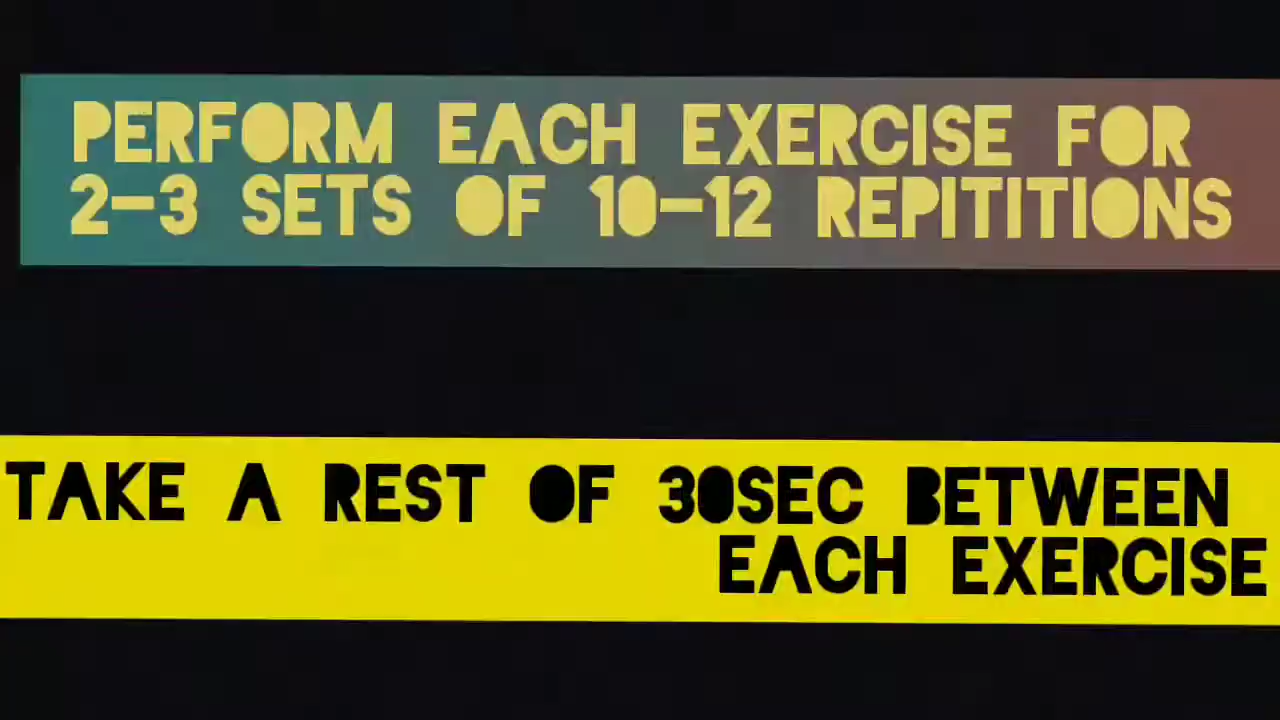 PERFORM EACH EXERCISE FOR
2-3 SETS OF 10-12 REPITITIONS
TAKE A REST OF 30SEC BETWEEN
EACH EXERCISE